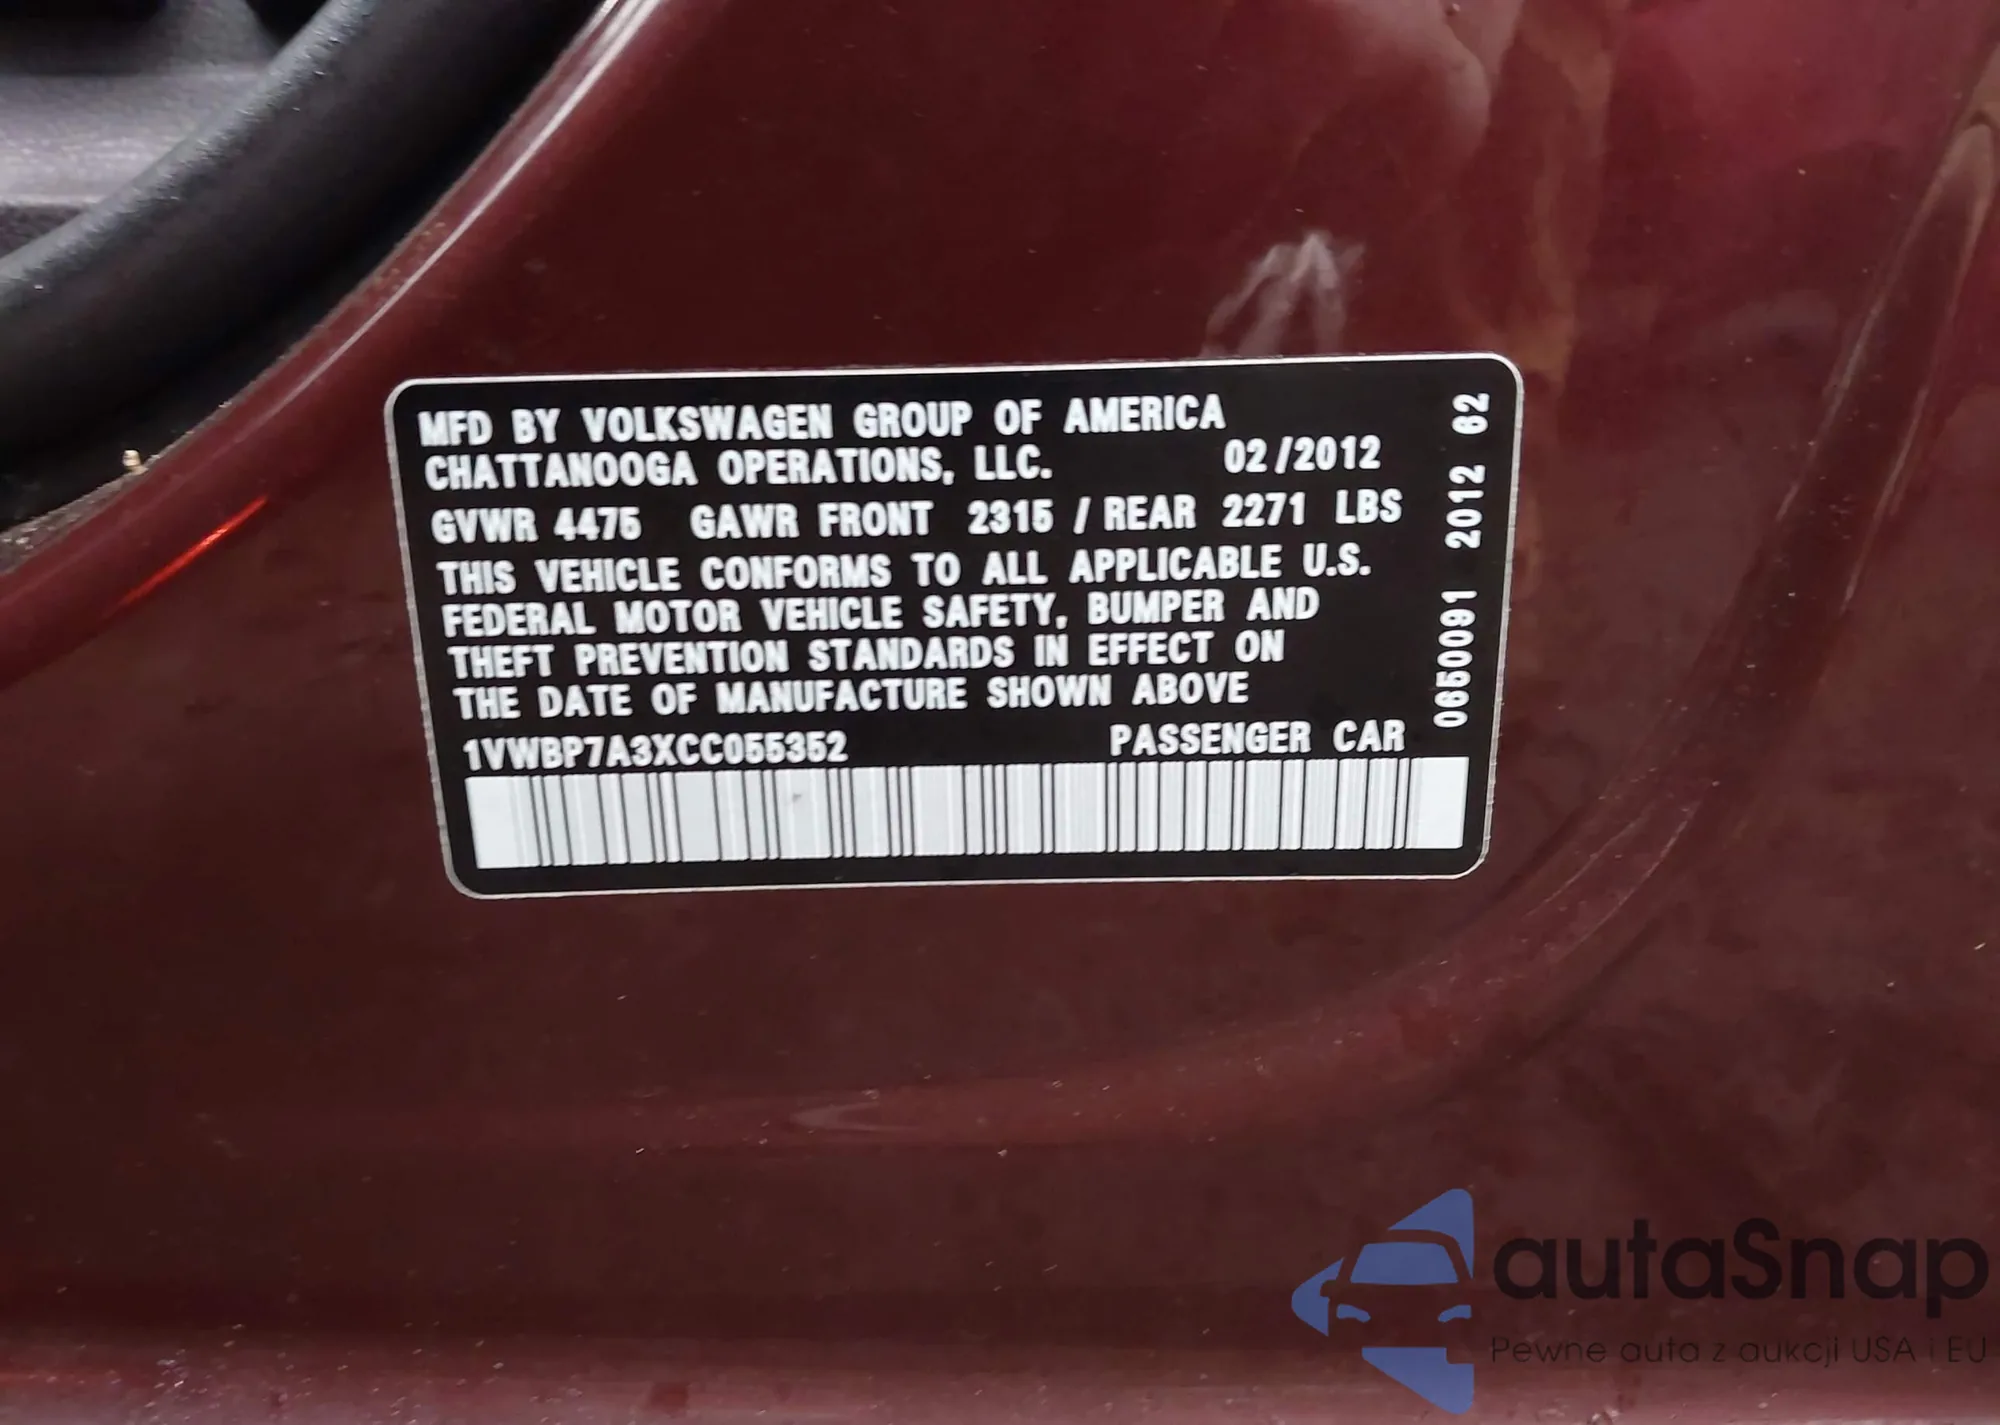 MFD BY VOLKSWAGEN GROUP OF AMERICA
CHATTANOOGA OPERATIONS, LLC. 02/2012
GVWR 4475 GAWR FRONT 2315 / REAR 2271 LBS
THIS VEHICLE CONFORMS TO ALL APPLICABLE U.S.
FEDERAL MOTOR VEHICLE SAFETY, BUMPER AND
THEFT PREVENTION STANDARDS IN EFFECT ON
THE DATE OF MANUFACTURE SHOWN ABOVE
1VWBP7A3XCC055352 PASSENGER CAR
0650091 2012 62
autaSnap
Pewne auta z aukcji USA i EU